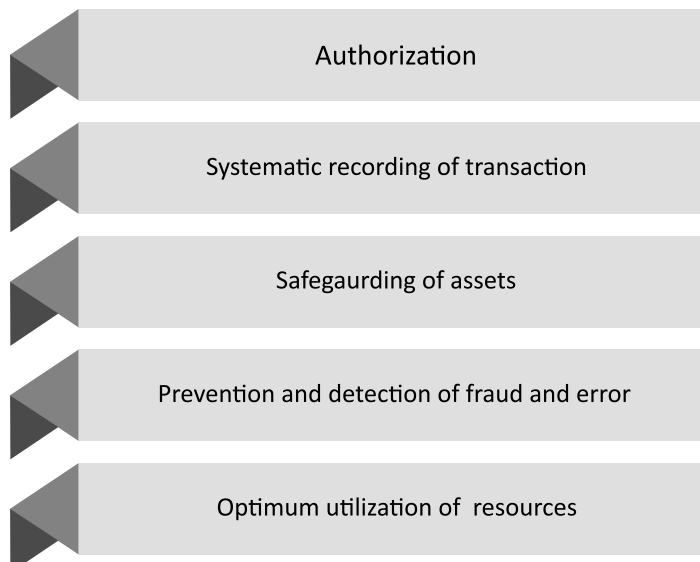 Authorization
Systematic recording of transaction
Safegaurding of assets
Prevention and detection of fraud and error
Optimum utilization of  resources